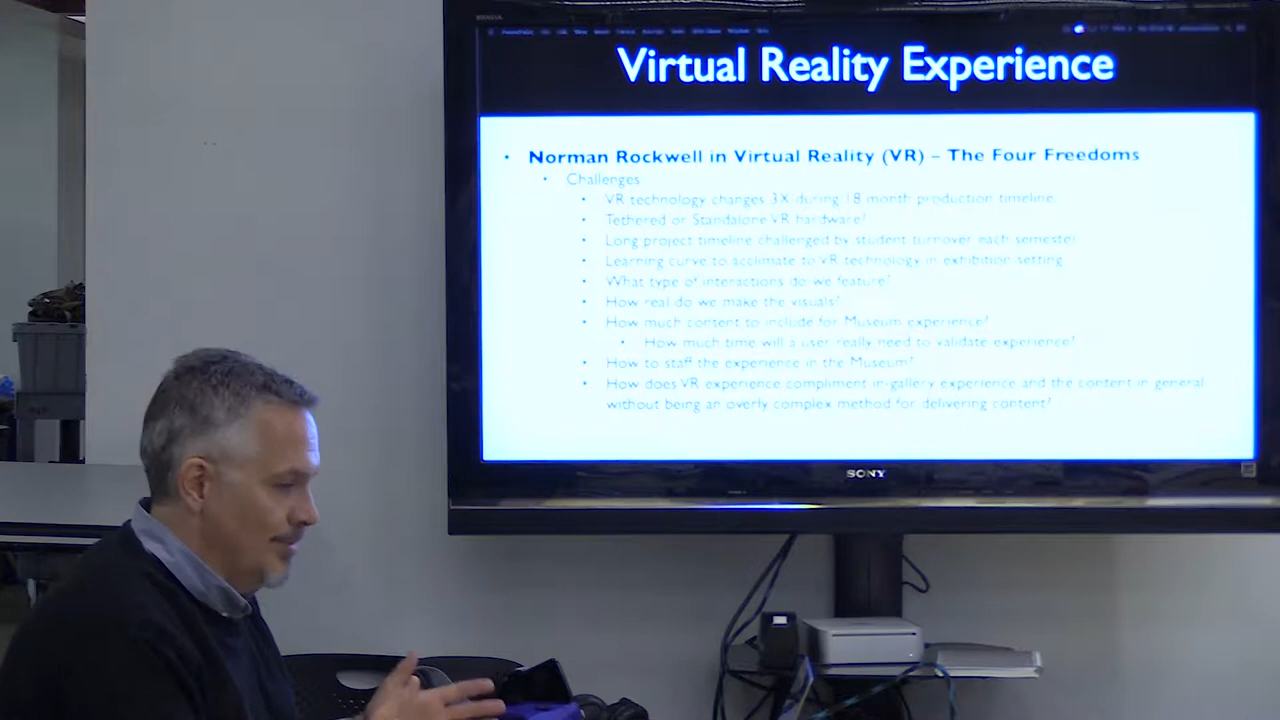 Virtual Reality Experience
• Norman Rockwell in Virtual Reality (VR) – The Four Freedoms
• Challenges
• VR technology changes 3X during 18 month production timeline.
• Tethered or Standalone VR hardware?
• Long project timeline challenged by student turnover each semester
• Learning curve to acclimate to VR technology in exhibition setting
• What type of interactions do we feature?
• How real do we make the visuals?
• How much content to include for Museum experience?
• How much time will a user really need to validate experience?
• How to staff the experience in the Museum?
• How does VR experience compliment in-gallery experience and the content in general
without being an overly complex method for delivering content?
SONY